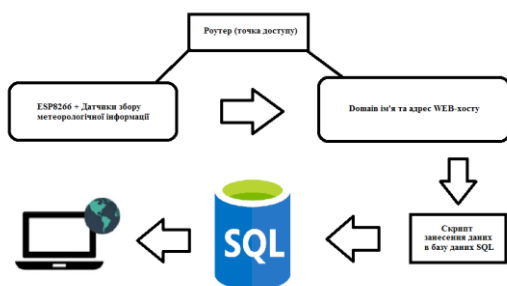 Роутер (точка доступу)
ESP8266 + Датчики збору
метеорологічної інформації
Domain ім'я та адрес WEB-хосту
Скрипт
занесення даних
в базу даних SQL
SQL